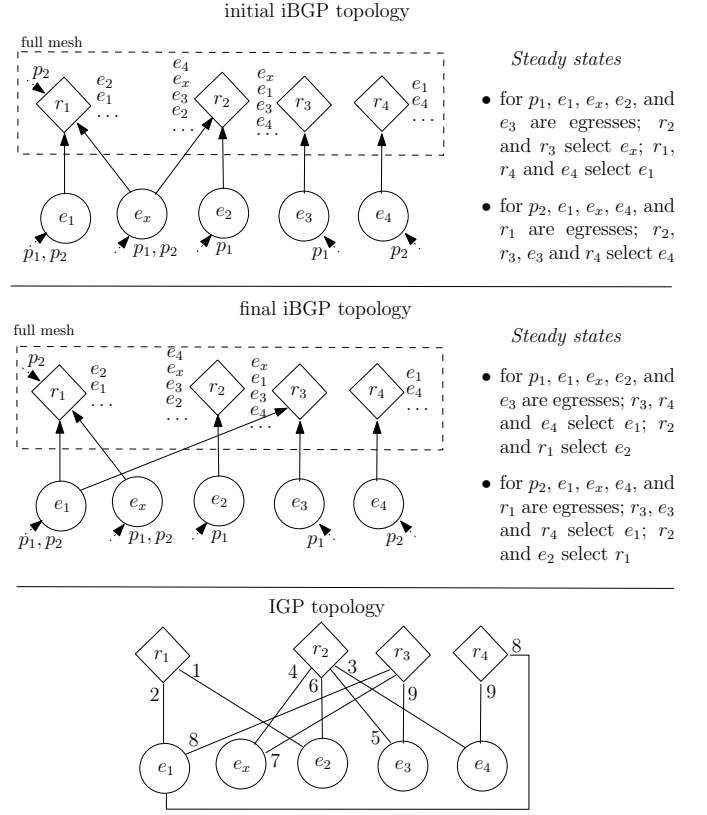 initial iBGP topology
full mesh
p2
r1
e2
e1
...
e4
ex
e3
e2
...
r2
ex
e1
e3
e4
...
r3
r4
e1
e4
...
e1
ex
e2
e3
e4
p1, p2
p1, p2
p1
p1
p2
Steady states
• for p1, e1, ex, e2, and
e3 are egresses; r2
and r3 select ex; r1,
r4 and e4 select e1
• for p2, e1, ex, e4, and
r1 are egresses; r2,
r3, e3 and r4 select e4
final iBGP topology
full mesh
p2
r1
e2
e1
...
e4
ex
e3
e2
...
r2
ex
e1
e3
e4
...
r3
r4
e1
e4
...
e1
ex
e2
e3
e4
p1, p2
p1, p2
p1
p1
p2
Steady states
• for p1, e1, ex, e2, and
e3 are egresses; r3, r4
and e4 select e1; r2
and r1 select e2
• for p2, e1, ex, e4, and
r1 are egresses; r3, e3
and r4 select e1; r2
and e2 select r1
IGP topology
r1
r2
r3
r4
8
2
1
4
6
3
9
9
8
7
5
e1
ex
e2
e3
e4